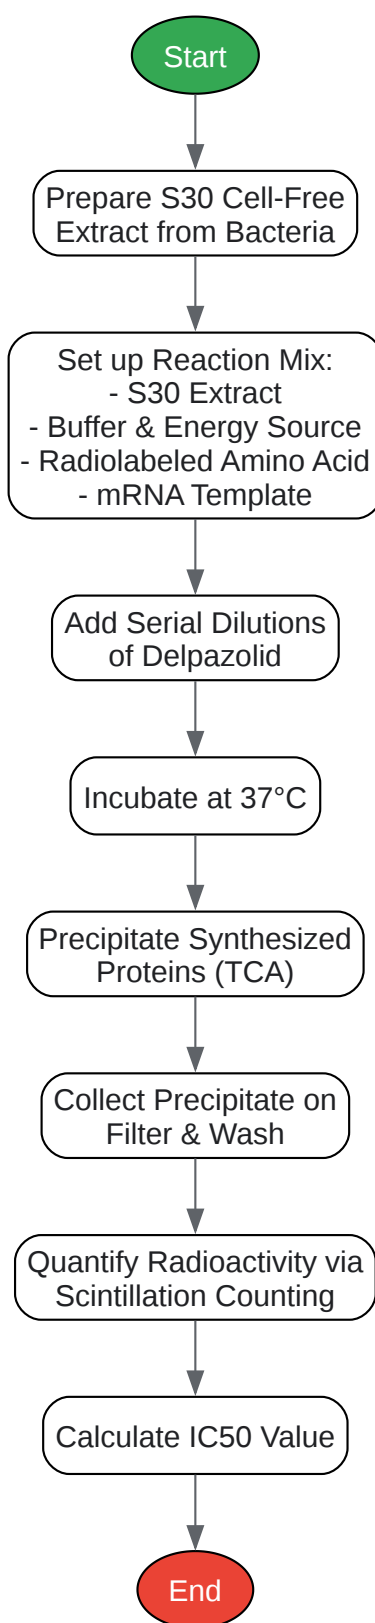 Start
Prepare S30 Cell-Free
Extract from Bacteria
Set up Reaction Mix:
- S30 Extract
- Buffer & Energy Source
- Radiolabeled Amino Acid
- mRNA Template
Add Serial Dilutions
of Delpazolid
Incubate at 37°C
Precipitate Synthesized
Proteins (TCA)
Collect Precipitate on
Filter & Wash
Quantify Radioactivity via
Scintillation Counting
Calculate IC50 Value
End